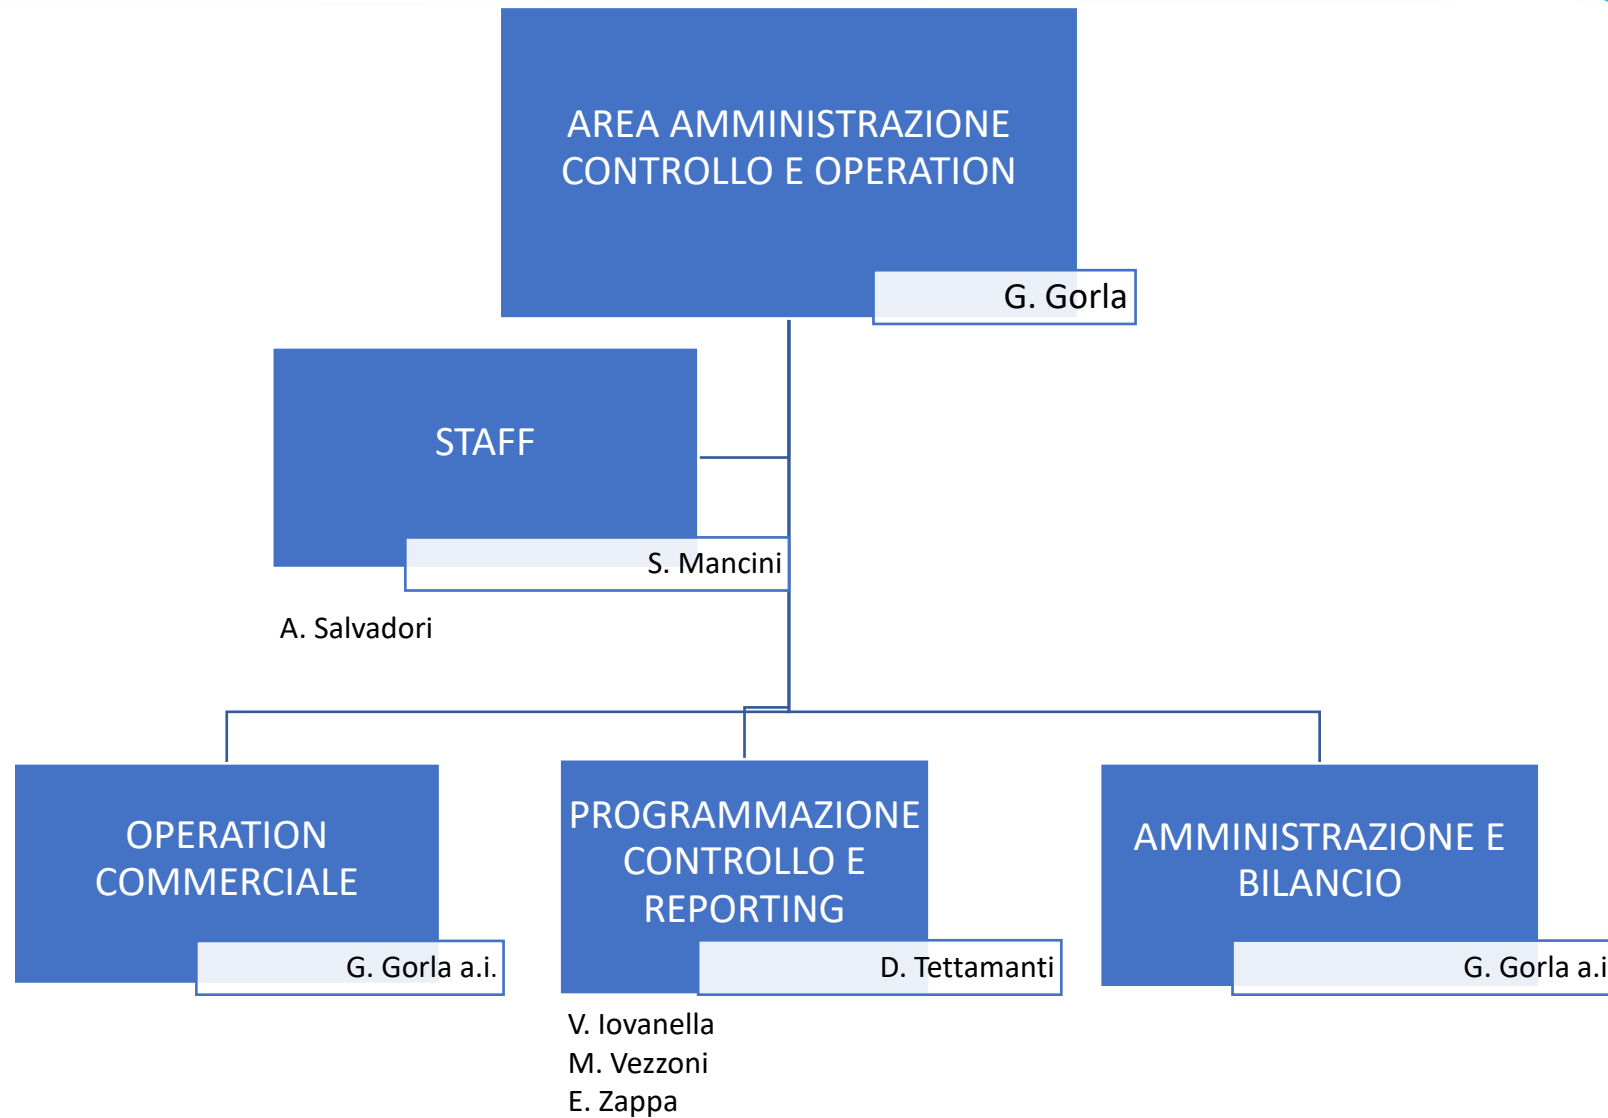 AREA AMMINISTRAZIONE
CONTROLLO E OPERATION
G. Gorla
STAFF
S. Mancini
A. Salvadori
OPERATION
COMMERCIALE
G. Gorla a.i.
PROGRAMMAZIONE
CONTROLLO E
REPORTING
D. Tettamanti
V. Iovanella
M. Vezzoni
E. Zappa
AMMINISTRAZIONE E
BILANCIO
G. Gorla a.i